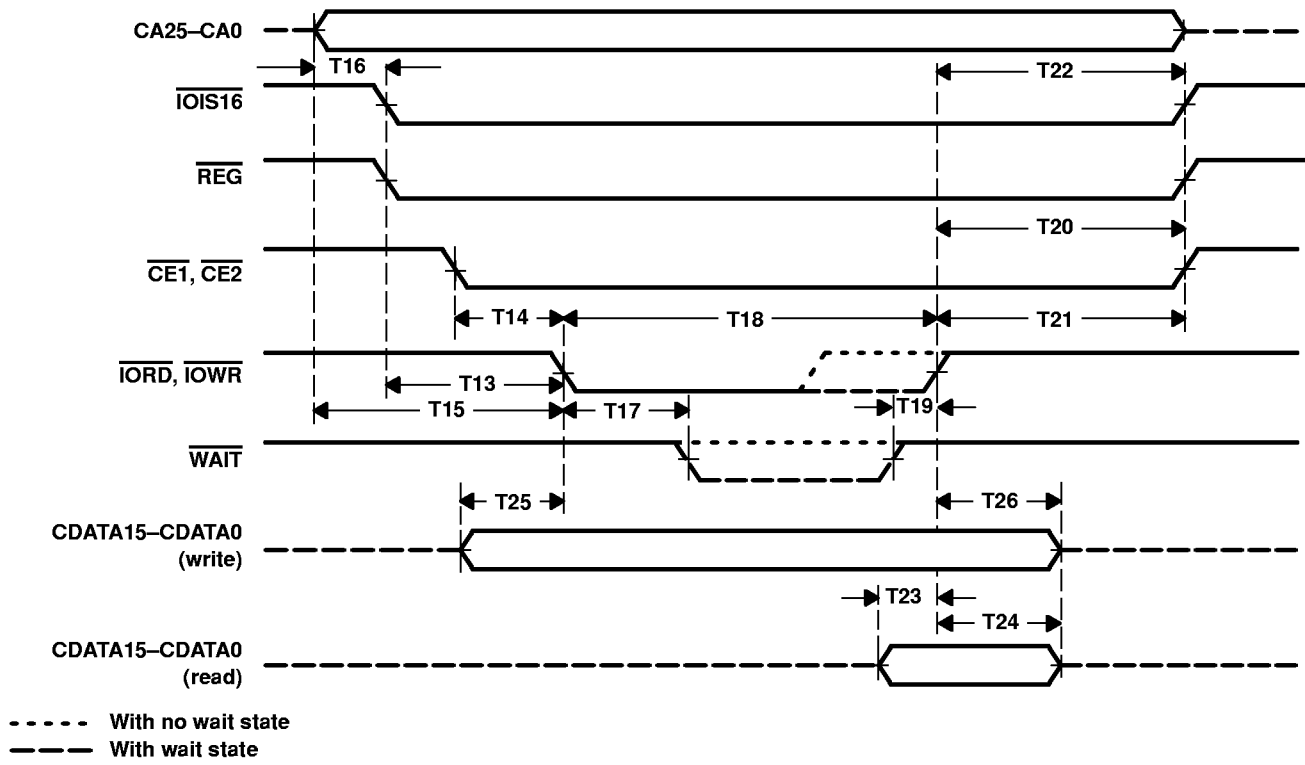 CA25–CA0
T16
T22
IOIS16
REG
T20
CE1, CE2
T14
T18
T21
IORD, IOWR
T13
T19
T15
T17
WAIT
T25
T26
CDATA15–CDATA0
(write)
T23
T24
CDATA15–CDATA0
(read)
With no wait state
With wait state